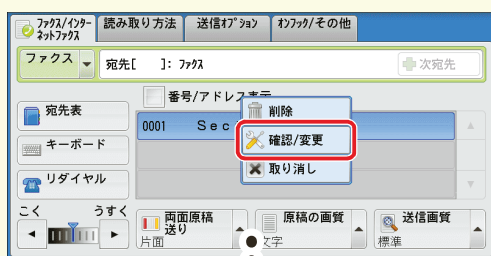 ファクス/インターネットファクス 読み取り方法 送信オプション オンフック/その他
ファクス 宛先[ ]: ファクス 次宛先
番号/アドレス表示
宛先表
キーボード
リダイヤル
0001 Sec
削除
確認/変更
取り消し
こく うすく
両面原稿送り
片面
原稿の画質
文字
送信画質
標準